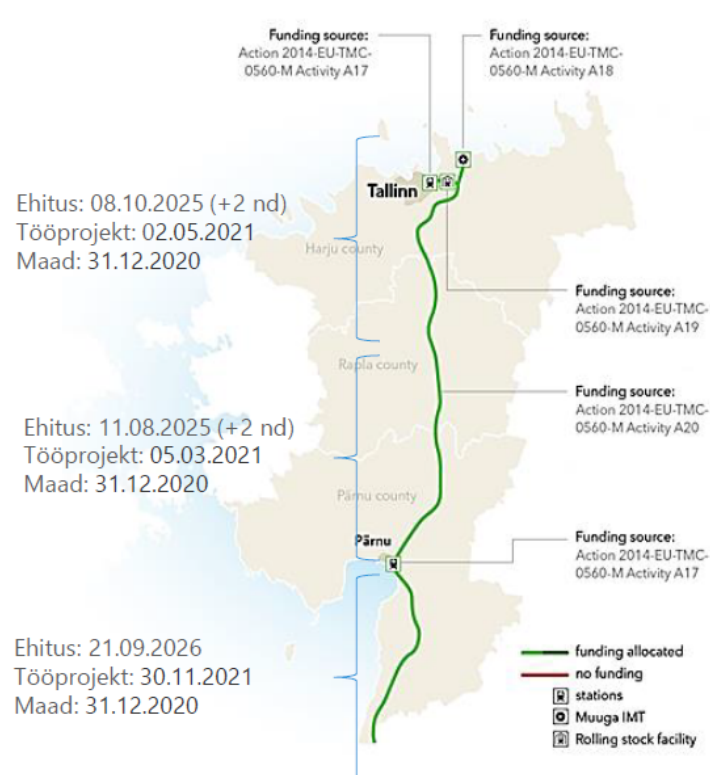 Funding source:
Action 2014-EU-TMC-
0560-M Activity A17
Funding source:
Action 2014-EU-TMC-
0560-M Activity A18
Tallinn
Ehitus: 08.10.2025 (+2 nd)
Tööprojekt: 02.05.2021
Maad: 31.12.2020
Harju county
Funding source:
Action 2014-EU-TMC-
0560-M Activity A19
Rapla county
Funding source:
Action 2014-EU-TMC-
0560-M Activity A20
Ehitus: 11.08.2025 (+2 nd)
Tööprojekt: 05.03.2021
Maad: 31.12.2020
Pärnu county
Pärnu
Funding source:
Action 2014-EU-TMC-
0560-M Activity A17
Ehitus: 21.09.2026
Tööprojekt: 30.11.2021
Maad: 31.12.2020
funding allocated
no funding
stations
Muuga IMT
Rolling stock facility